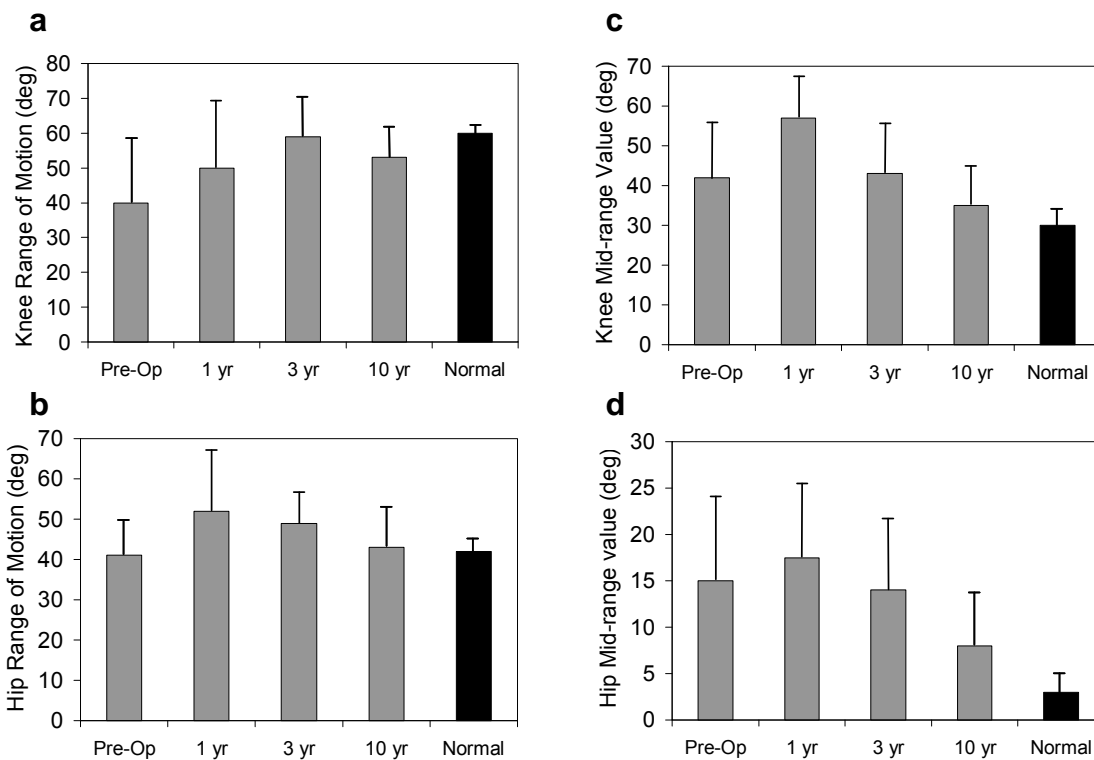 a
Knee Range of Motion (deg)
80
70
60
50
40
30
20
10
0
Pre-Op 1 yr 3 yr 10 yr Normal
b
Hip Range of Motion (deg)
70
60
50
40
30
20
10
0
Pre-Op 1 yr 3 yr 10 yr Normal
c
Knee Mid-range Value (deg)
70
60
50
40
30
20
10
0
Pre-Op 1 yr 3 yr 10 yr Normal
d
Hip Mid-range value (deg)
30
25
20
15
10
5
0
Pre-Op 1 yr 3 yr 10 yr Normal